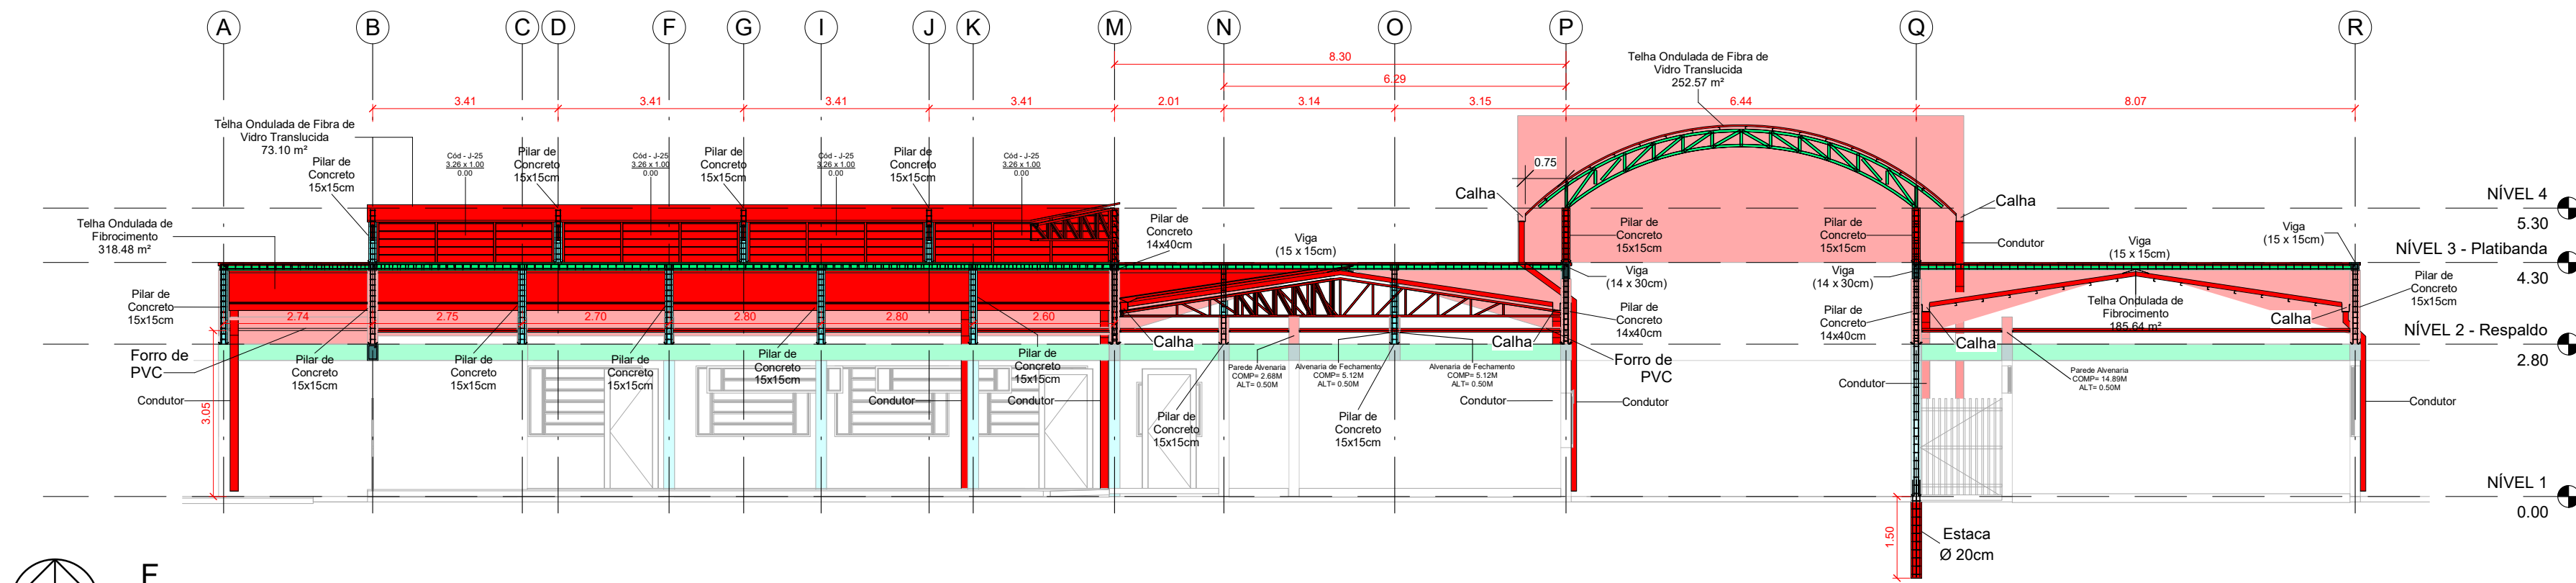 A
B
C
D
F
G
I
J
K
M
N
O
P
Q
R
8.30
6.29
3.41
3.41
3.41
3.41
2.01
3.14
3.15
6.44
8.07
Telha Ondulada de Fibra de
Vidro Translucida
252.57 m²
Telha Ondulada de Fibra de
Vidro Translucida
73.10 m²
Pilar de
Concreto
15x15cm
Cód - J-25
3.26 x 1.00
0.00
Pilar de
Concreto
15x15cm
Cód - J-25
3.26 x 1.00
0.00
Pilar de
Concreto
15x15cm
Cód - J-25
3.26 x 1.00
0.00
Pilar de
Concreto
15x15cm
Cód - J-25
3.26 x 1.00
0.00
0.75
Calha
Calha
NÍVEL 4
5.30
Telha Ondulada de
Fibrocimento
318.48 m²
Pilar de
Concreto
14x40cm
Viga
(15 x 15cm)
Pilar de
Concreto
15x15cm
Pilar de
Concreto
15x15cm
Condutor
Viga
(15 x 15cm)
Viga
(15 x 15cm)
NÍVEL 3 - Platibanda
4.30
Viga
(14 x 30cm)
Viga
(14 x 30cm)
Pilar de
Concreto
15x15cm
Pilar de
Concreto
15x15cm
Pilar de
Concreto
14x40cm
Pilar de
Concreto
14x40cm
Telha Ondulada de
Fibrocimento
185.64 m²
Calha
2.74
2.75
2.70
2.80
2.80
2.60
NÍVEL 2 - Respaldo
2.80
Forro de
PVC
Pilar de
Concreto
15x15cm
Pilar de
Concreto
15x15cm
Pilar de
Concreto
15x15cm
Pilar de
Concreto
15x15cm
Pilar de
Concreto
15x15cm
Calha
Calha
Forro de
PVC
Calha
Parede Alvenaria
COMP= 2.68M
ALT= 0.50M
Alvenaria de Fechamento
COMP= 5.12M
ALT= 0.50M
Alvenaria de Fechamento
COMP= 5.12M
ALT= 0.50M
Parede Alvenaria
COMP= 14.89M
ALT= 0.50M
Condutor
Condutor
Condutor
Condutor
Condutor
Condutor
Condutor
3.05
Pilar de
Concreto
15x15cm
Pilar de
Concreto
15x15cm
NÍVEL 1
0.00
1.50
Estaca
Ø 20cm